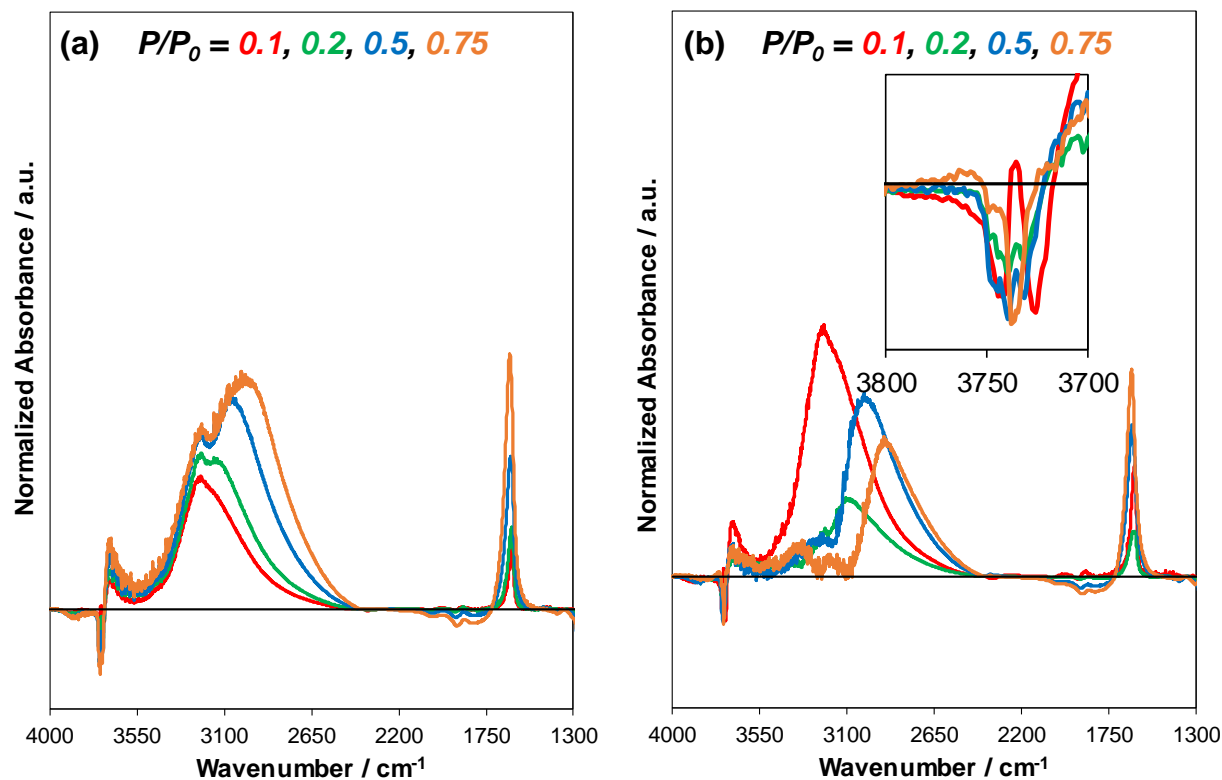 (a) P/P0 = 0.1, 0.2, 0.5, 0.75
Normalized Absorbance / a.u.
4000 3550 3100 2650 2200 1750 1300
Wavenumber / cm-1
(b) P/P0 = 0.1, 0.2, 0.5, 0.75
3800 3750 3700
Normalized Absorbance / a.u.
4000 3550 3100 2650 2200 1750 1300
Wavenumber / cm-1